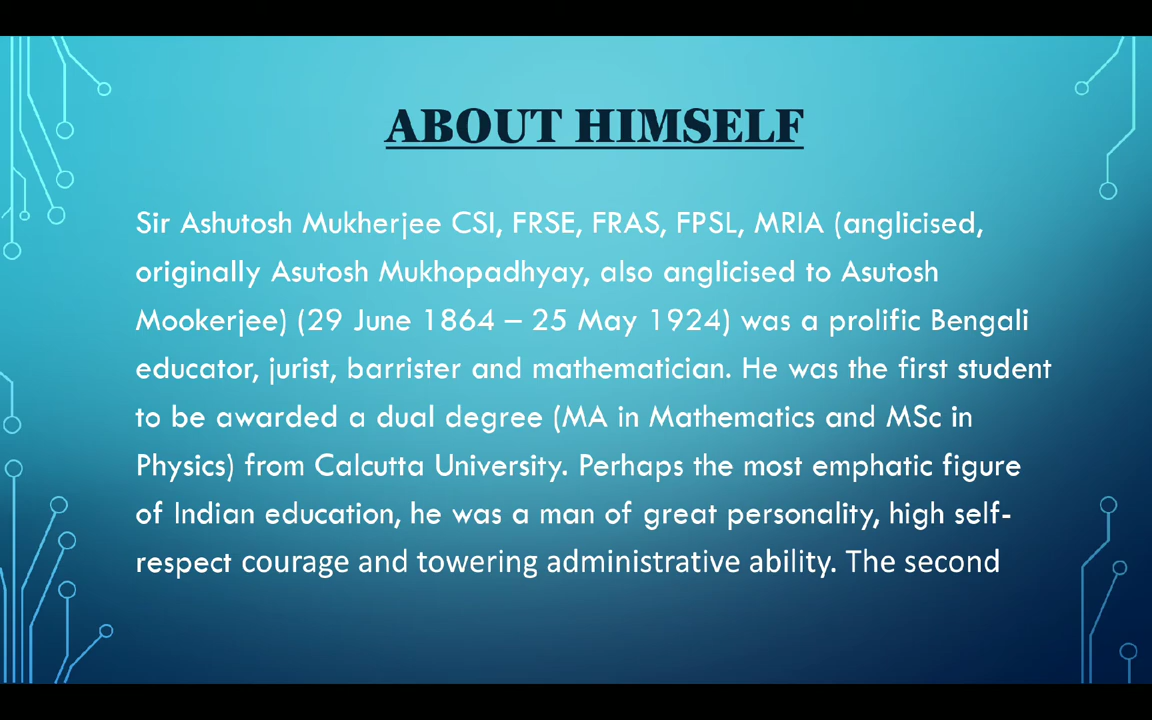 ABOUT HIMSELF
Sir Ashutosh Mukherjee CSI, FRSE, FRAS, FPSL, MRIA (anglicised,
originally Asutosh Mukhopadhyay, also anglicised to Asutosh
Mookerjee) (29 June 1864 – 25 May 1924) was a prolific Bengali
educator, jurist, barrister and mathematician. He was the first student
to be awarded a dual degree (MA in Mathematics and MSc in
Physics) from Calcutta University. Perhaps the most emphatic figure
of Indian education, he was a man of great personality, high self-
respect courage and towering administrative ability. The second